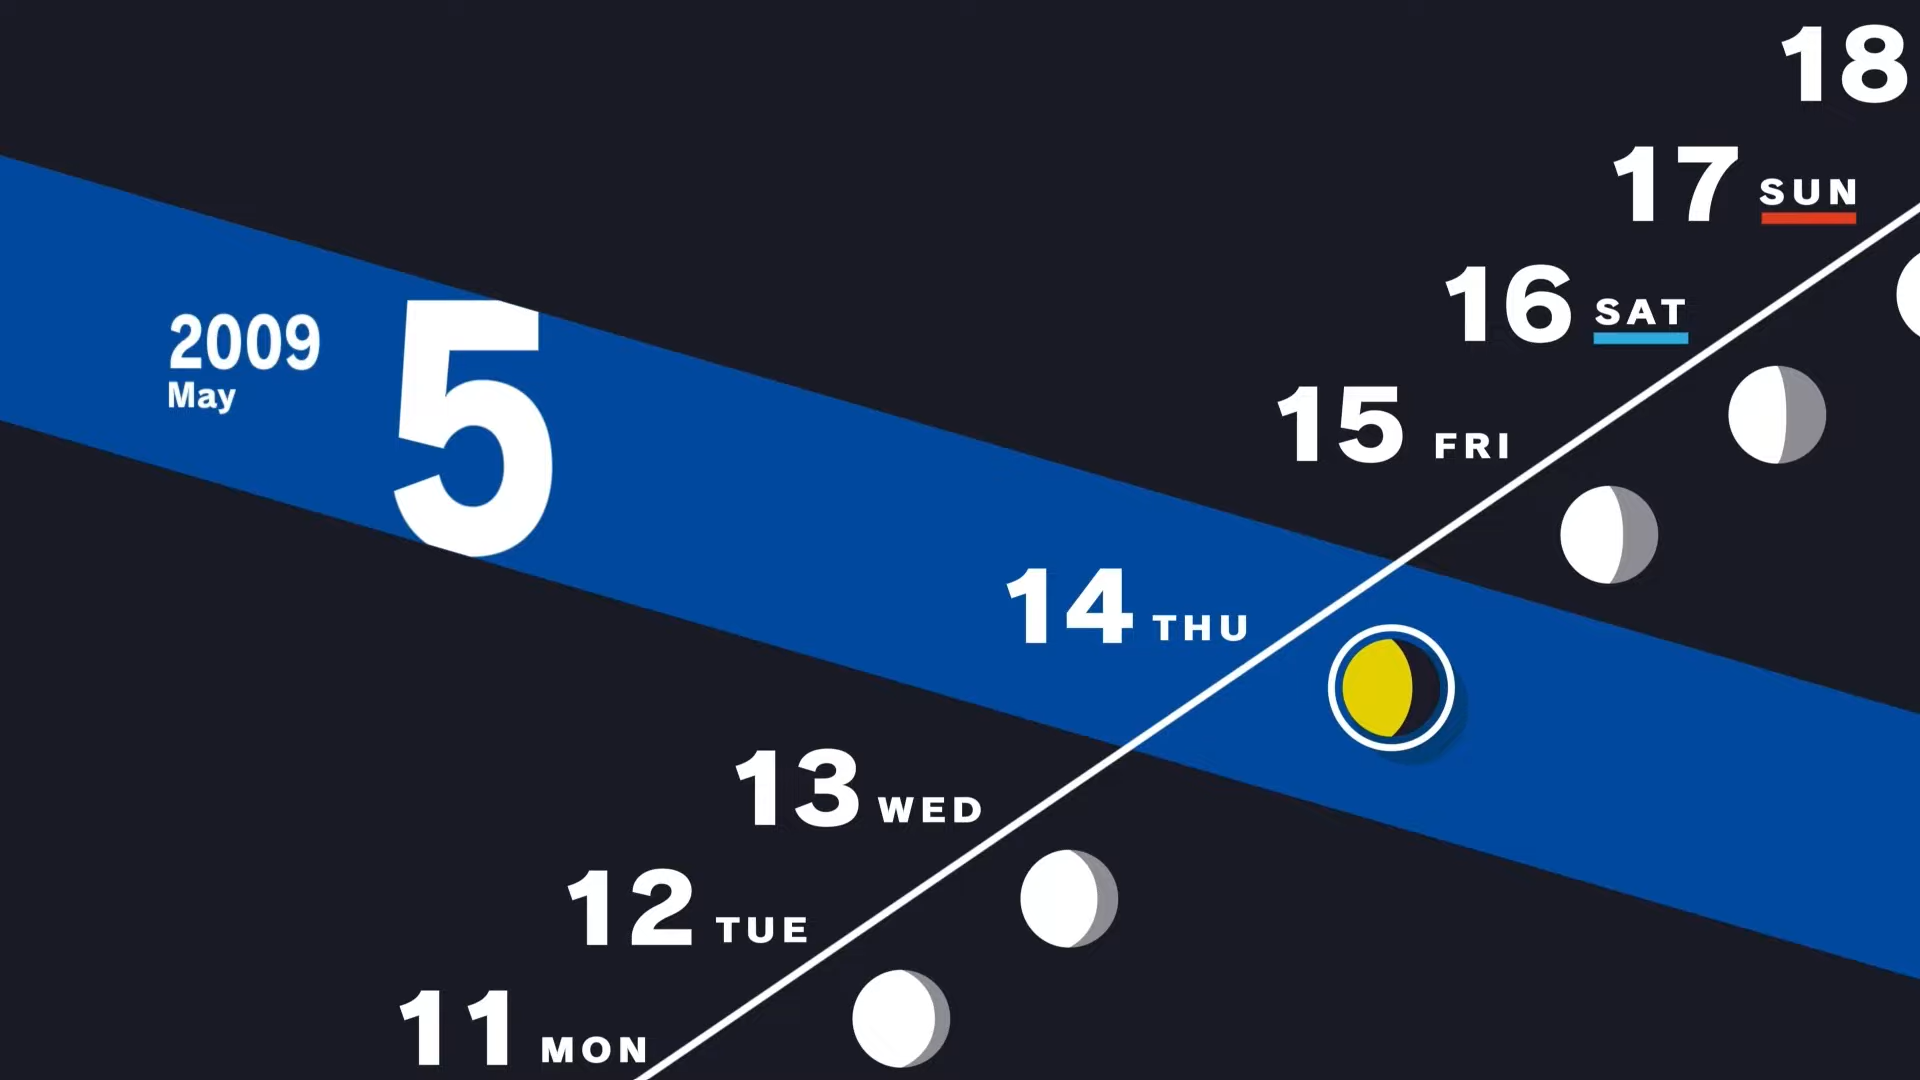 18
17 SUN
16 SAT
2009
May
5
15 FRI
14 THU
13 WED
12 TUE
11 MON